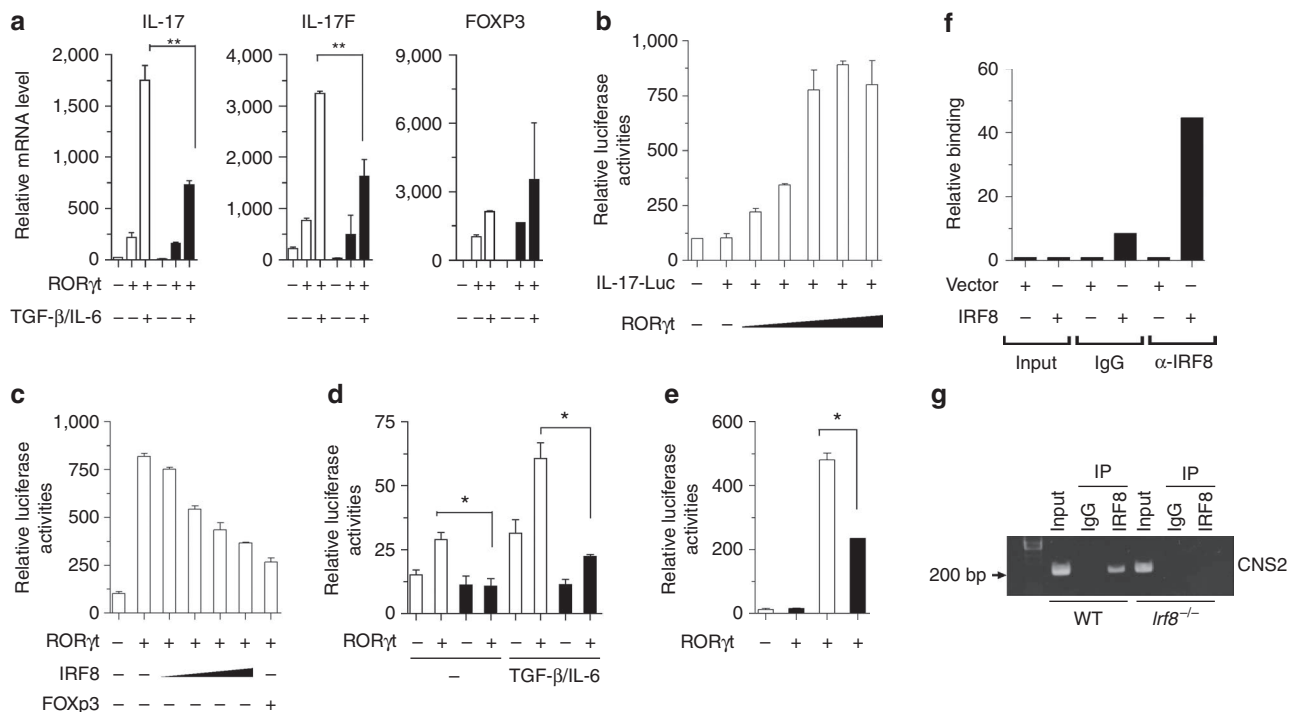 a
IL-17
IL-17F
FOXP3
Relative mRNA level
2,000
1,500
1,000
500
0
4,000
3,000
2,000
1,000
0
9,000
6,000
3,000
0
**
**
RORγt
− + + − + +
− + + − + +
− + + − + +
TGF-β/IL-6
− − + − − +
− − + − − +
− − + − − +
b
Relative luciferase activities
1,000
750
500
250
0
IL-17-Luc
− + + + + + +
RORγt
− −
f
Relative binding
60
40
20
0
Vector
+ − + − + −
IRF8
− + − + − +
Input
IgG
α-IRF8
c
Relative luciferase activities
1,000
750
500
250
0
RORγt
− + + + + + +
IRF8
− − −
FOXp3
− − − − − − +
d
Relative luciferase activities
75
50
25
0
*
*
RORγt
− + − + − + − +
−
TGF-β/IL-6
e
Relative luciferase activities
600
400
200
0
*
RORγt
− + + +
g
IP
IP
Input
IgG
IRF8
Input
IgG
IRF8
200 bp
CNS2
WT
Irf8−/−